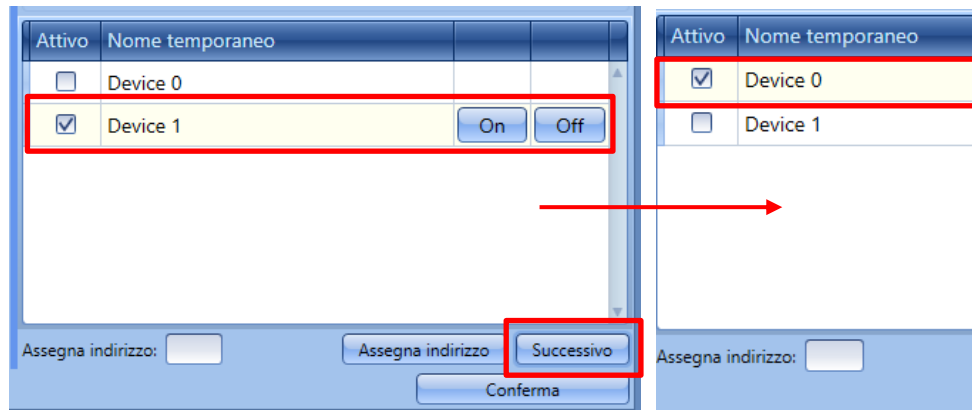 Attivo Nome temporaneo
Device 0
Device 1 On Off
Assegna indirizzo: Assegna indirizzo Successivo
Conferma
Attivo Nome temporaneo
Device 0
Device 1
Assegna indirizzo: